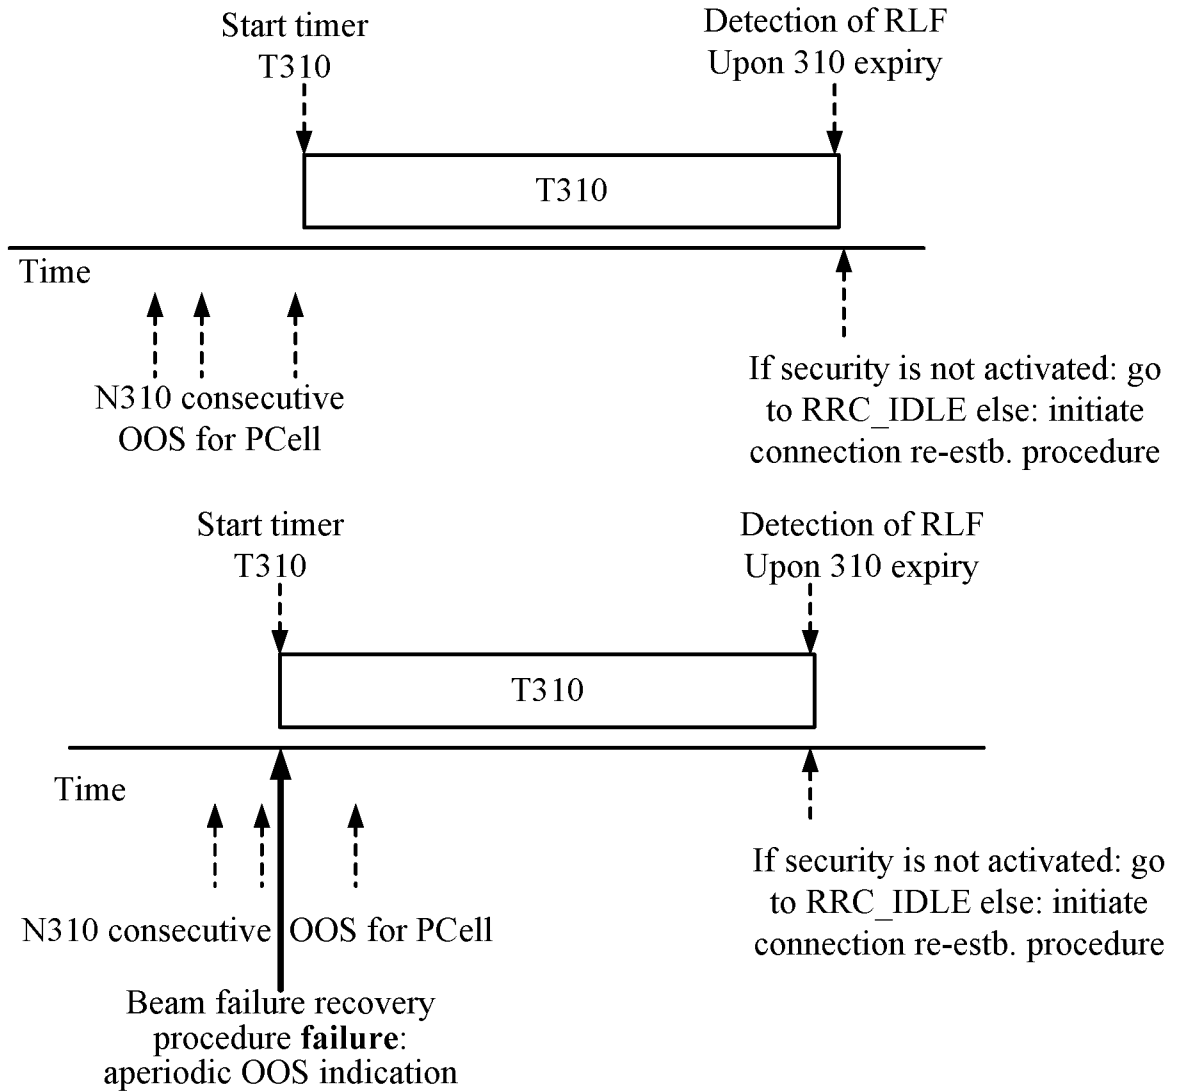 Start timer
T310
Detection of RLF
Upon 310 expiry
T310
Time
N310 consecutive
OOS for PCell
If security is not activated: go
to RRC_IDLE else: initiate
connection re-estb. procedure
Start timer
T310
Detection of RLF
Upon 310 expiry
T310
Time
N310 consecutive OOS for PCell
If security is not activated: go
to RRC_IDLE else: initiate
connection re-estb. procedure
Beam failure recovery
procedure failure:
aperiodic OOS indication